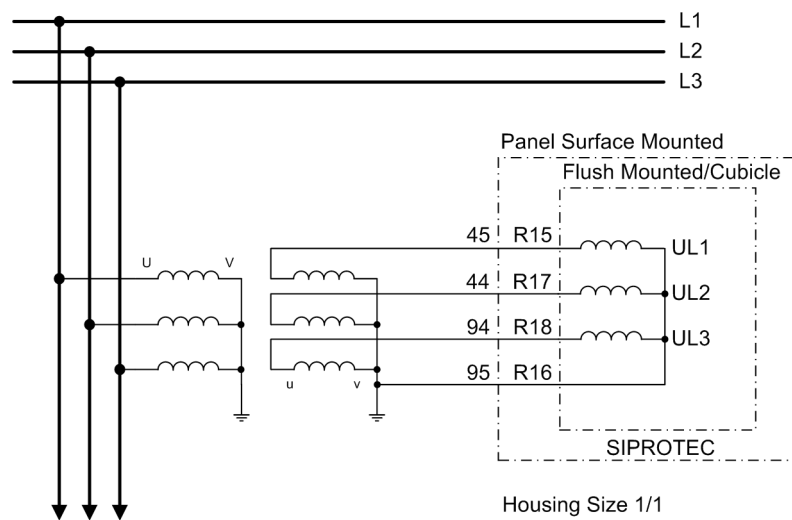 L1
L2
L3
Panel Surface Mounted
Flush Mounted/Cubicle
45 R15 UL1
U V
44 R17 UL2
94 R18 UL3
95 R16
u v
SIPROTEC
Housing Size 1/1